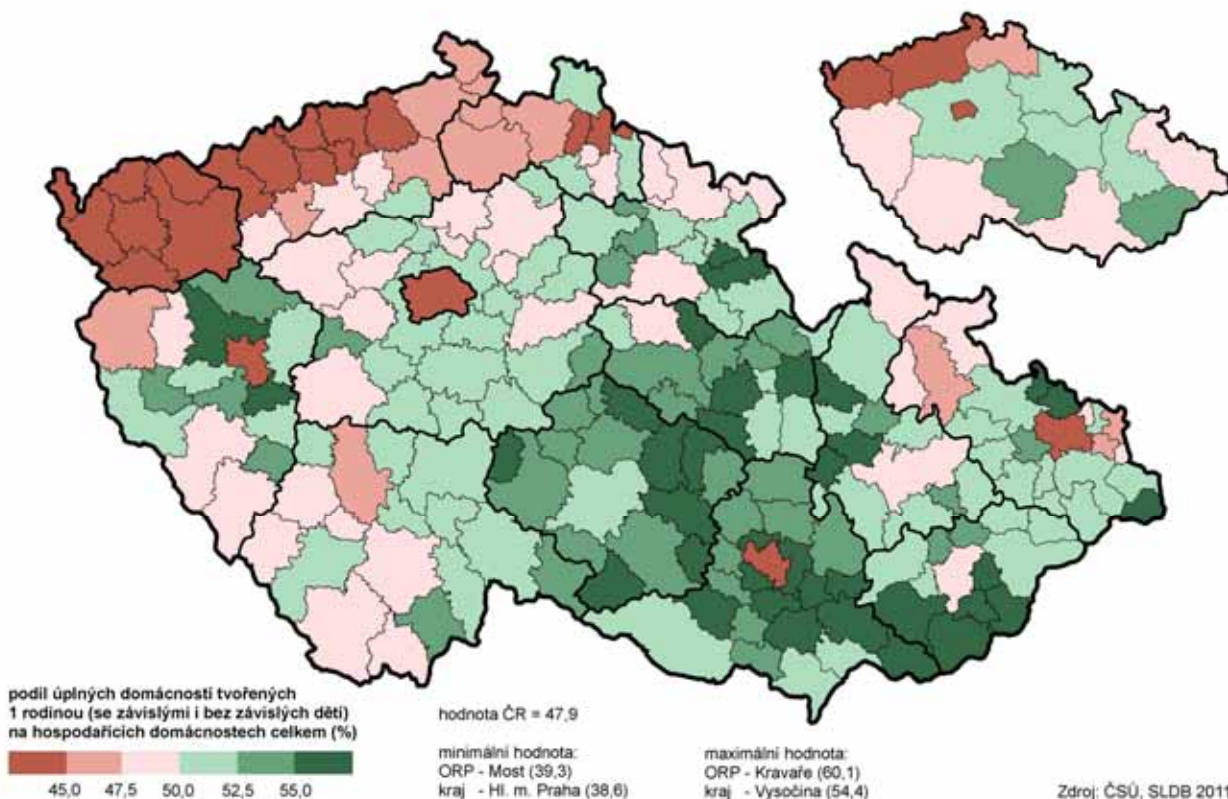 podíl úplných domácností tvořených
1 rodinou (se závislými i bez závislých dětí)
na hospodařících domácnostech celkem (%)
45,0 47,5 50,0 52,5 55,0
hodnota ČR = 47,9
minimální hodnota:
ORP - Most (39,3)
kraj - Hl. m. Praha (38,6)
maximální hodnota:
ORP - Kravaře (60,1)
kraj - Vysočina (54,4)
Zdroj: ČSÚ, SLDB 2011